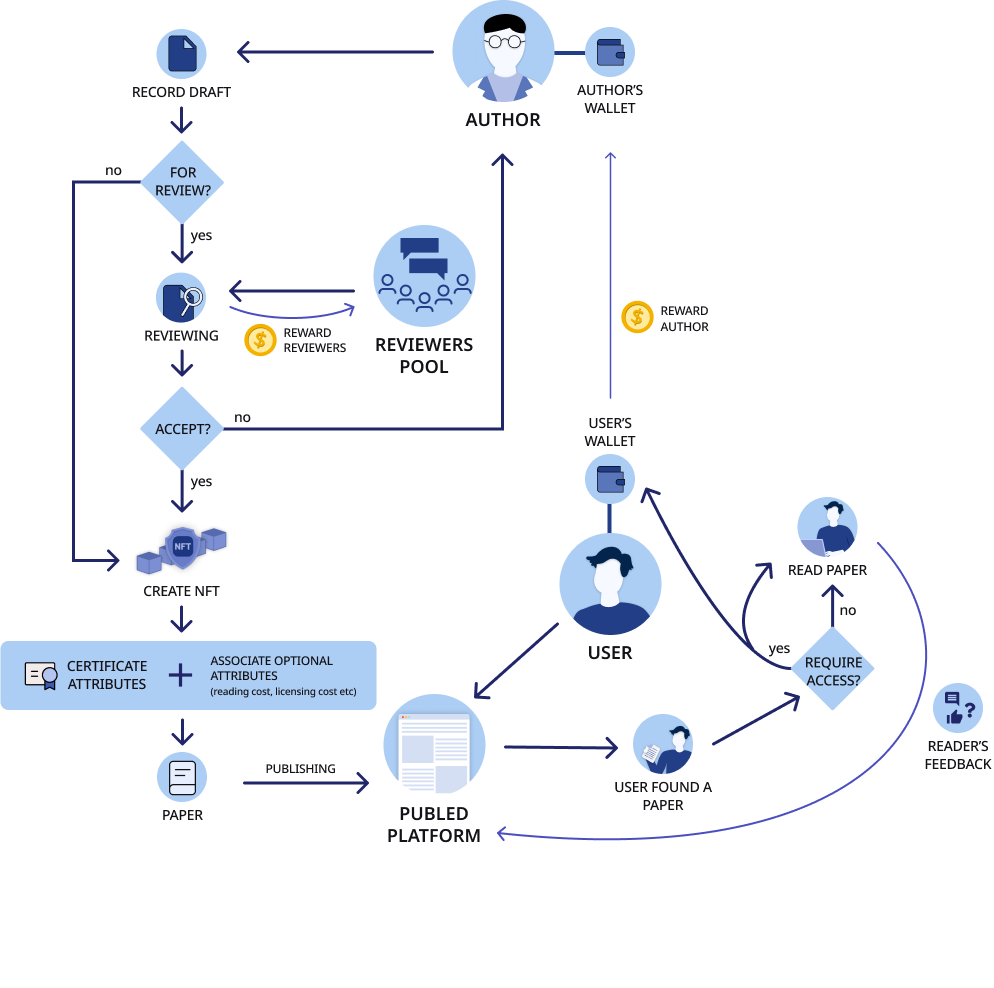 RECORD DRAFT
AUTHOR
AUTHOR'S
WALLET
no
FOR
REVIEW?
yes
REVIEWING
REWARD
REVIEWERS
REVIEWERS
POOL
REWARD
AUTHOR
ACCEPT?
no
yes
USER'S
WALLET
NFT
CREATE NFT
READ PAPER
no
USER
yes
REQUIRE
ACCESS?
CERTIFICATE
ATTRIBUTES
ASSOCIATE OPTIONAL
ATTRIBUTES
(reading cost, licensing cost etc)
READER'S
FEEDBACK
PUBLISHING
PAPER
USER FOUND A
PAPER
PUBLED
PLATFORM